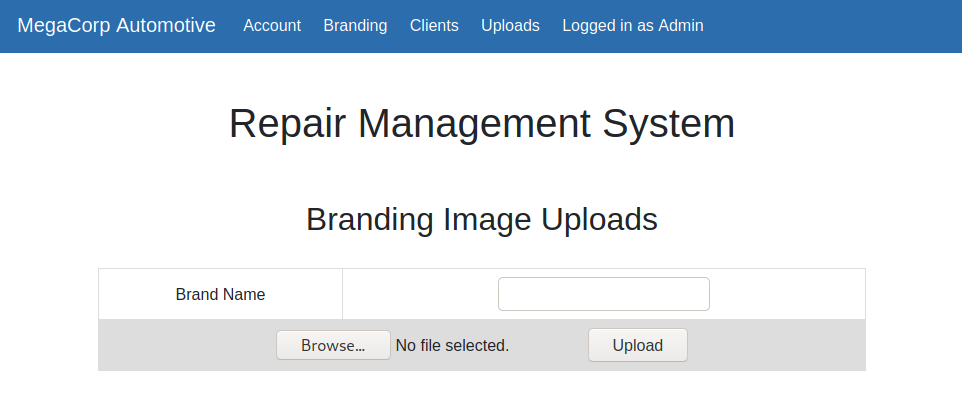 MegaCorp Automotive Account Branding Clients Uploads Logged in as Admin
Repair Management System
Branding Image Uploads
Brand Name
Browse... No file selected. Upload